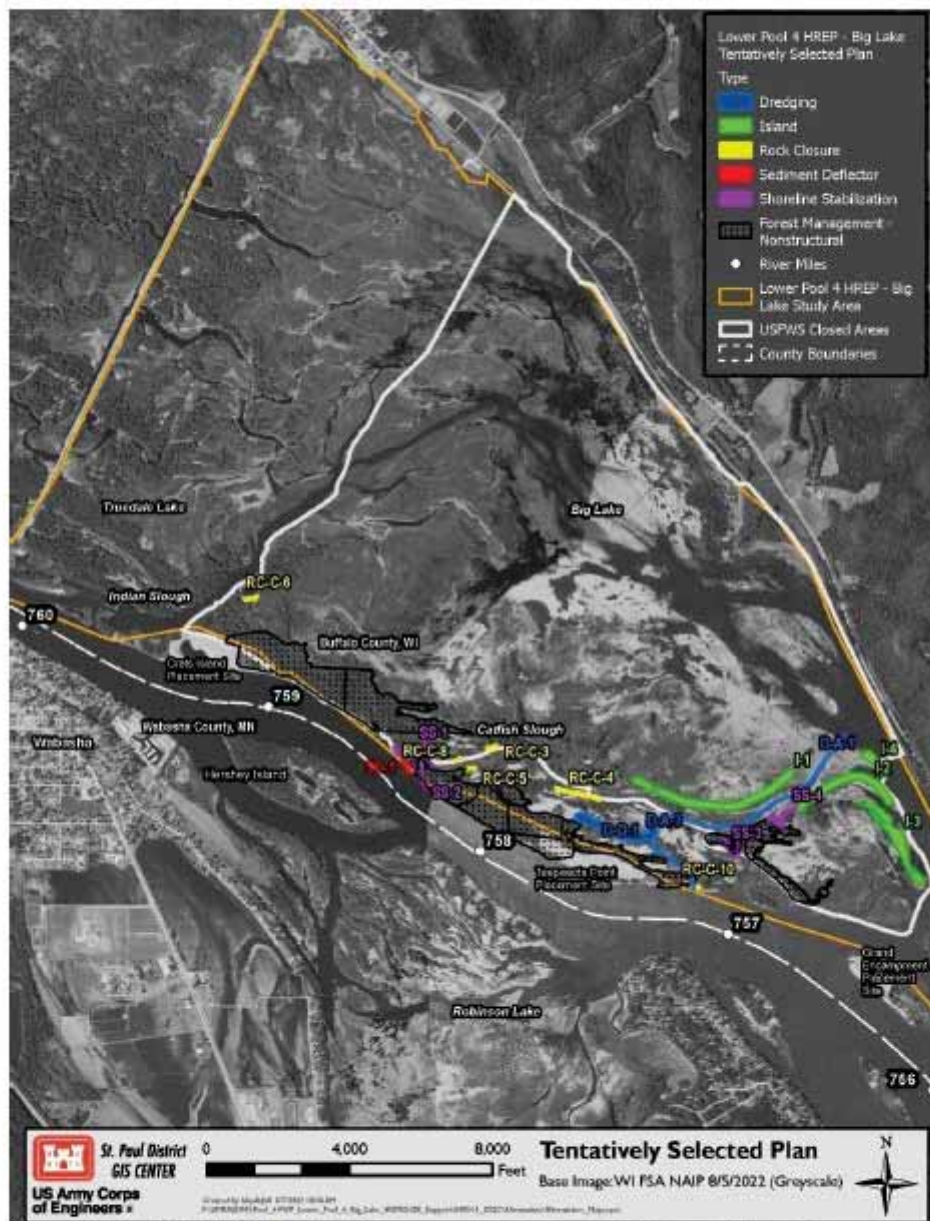 Lower Pool 4 HREP - Big Lake
Tentatively Selected Plan
Type
Dredging
Island
Rock Closure
Sediment Deflector
Shoreline Stabilization
Forest Management -
Nonstructural
River Miles
Lower Pool 4 HREP - Big
Lake Study Area
USFWS Closed Areas
County Boundaries
Truedale Lake
Big Lake
RC-C-6
Indian Slough
760
Buffalo County, WI
Crats Island
Placement Site
759
Wabasha County, MN
Wabasha
SS-1
Catfish Slough
RC-C-8
RC-C-3
Hershey Island
RC-C-5
SS-2
RC-C-4
I-1
I-4
I-2
SS-4
I-3
SS-3
758
RC-C-10
Teepeeota Point
Placement Site
757
Grand
Encampment
Placement
Site
Robinson Lake
756
St. Paul District
GIS CENTER
US Army Corps
of Engineers
0 4,000 8,000
Feet
Tentatively Selected Plan
Base Image: WI FSA NAIP 8/5/2022 (Greyscale)
N